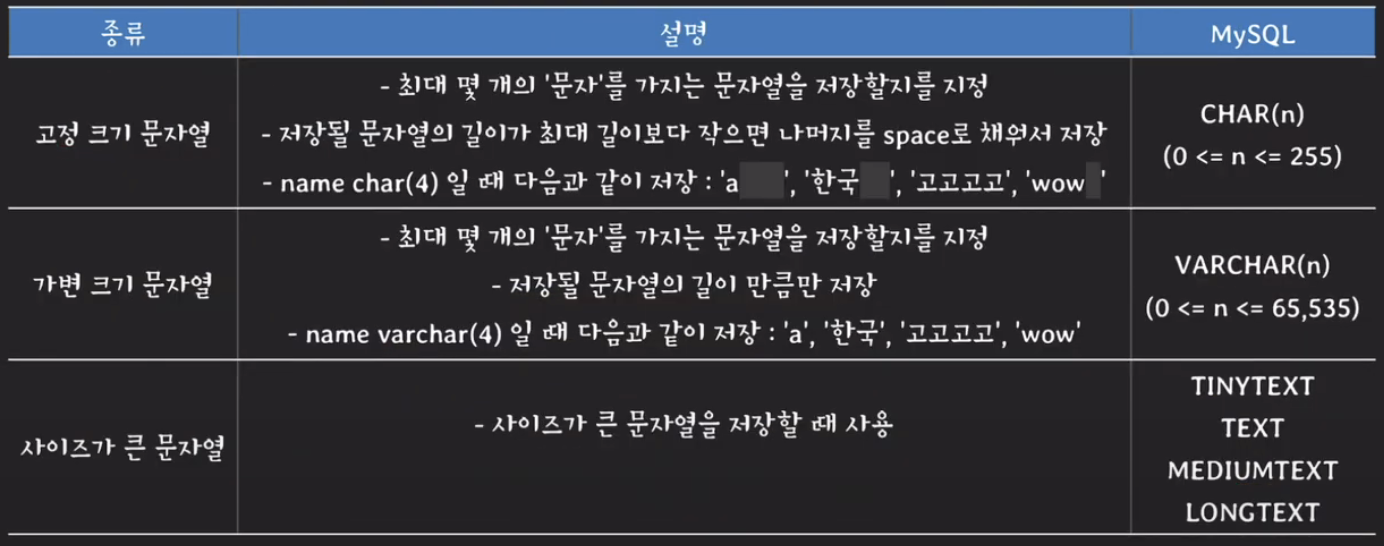 종류 설명 MySQL
고정 크기 문자열
- 최대 몇 개의 '문자'를 가지는 문자열을 저장할지를 지정
- 저장될 문자열의 길이가 최대 길이보다 작으면 나머지를 space로 채워서 저장
- name char(4) 일 때 다음과 같이 저장 : 'a   ', '한국  ', '고고고고', 'wow '
CHAR(n)
(0 <= n <= 255)
가변 크기 문자열
- 최대 몇 개의 '문자'를 가지는 문자열을 저장할지를 지정
- 저장될 문자열의 길이 만큼만 저장
- name varchar(4) 일 때 다음과 같이 저장 : 'a', '한국', '고고고고', 'wow'
VARCHAR(n)
(0 <= n <= 65,535)
사이즈가 큰 문자열
- 사이즈가 큰 문자열을 저장할 때 사용
TINYTEXT
TEXT
MEDIUMTEXT
LONGTEXT